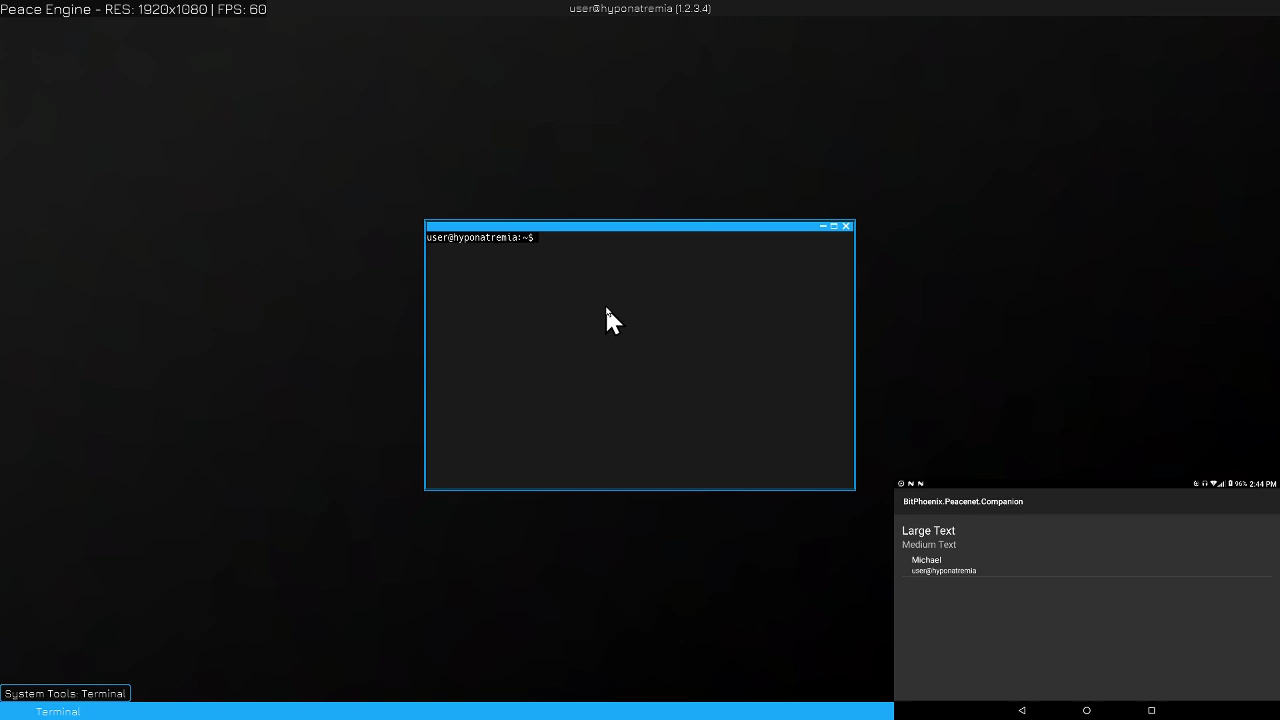 Peace Engine - RES: 1920x1080 | FPS: 60
user@hyponatremia (1.2.3.4)
user@hyponatremia:~$
96% 2:44 PM
BitPhoenix.Peacenet.Companion
Large Text
Medium Text
Michael
user@hyponatremia
System Tools: Terminal
Terminal